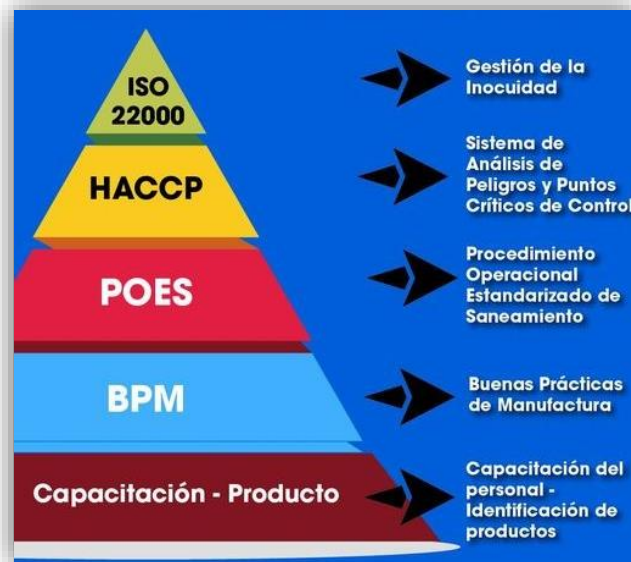 ISO
22000
Gestión de la
Inocuidad
HACCP
Sistema de
Análisis de
Peligros y Puntos
Críticos de Control
POES
Procedimiento
Operacional
Estandarizado de
Saneamiento
BPM
Buenas Prácticas
de Manufactura
Capacitación - Producto
Capacitación del
personal -
Identificación de
productos